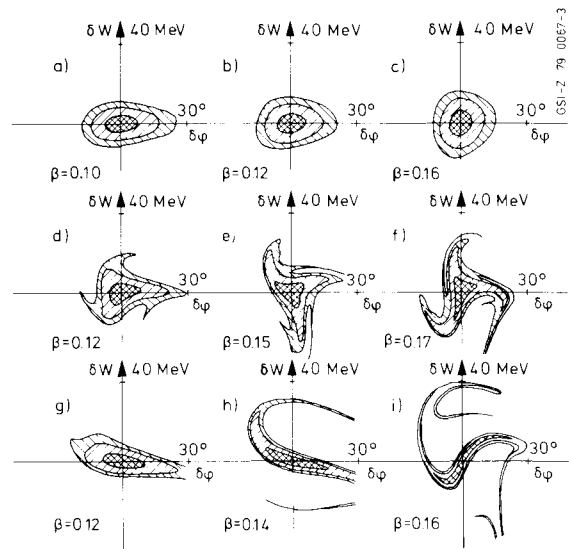 GSI-Z 79 0067-3
δW 40 MeV
a)
30°
δφ
β=0.10
δW 40 MeV
b)
30°
δφ
β=0.12
δW 40 MeV
c)
30°
δφ
β=0.16
δW 40 MeV
d)
30°
δφ
β=0.12
δW 40 MeV
e,
30°
δφ
β=0.15
δW 40 MeV
f)
30°
δφ
β=0.17
δW 40 MeV
g)
30°
δφ
β=0.12
δW 40 MeV
h)
30°
δφ
β=0.14
δW 40 MeV
i)
30°
δφ
β=0.16